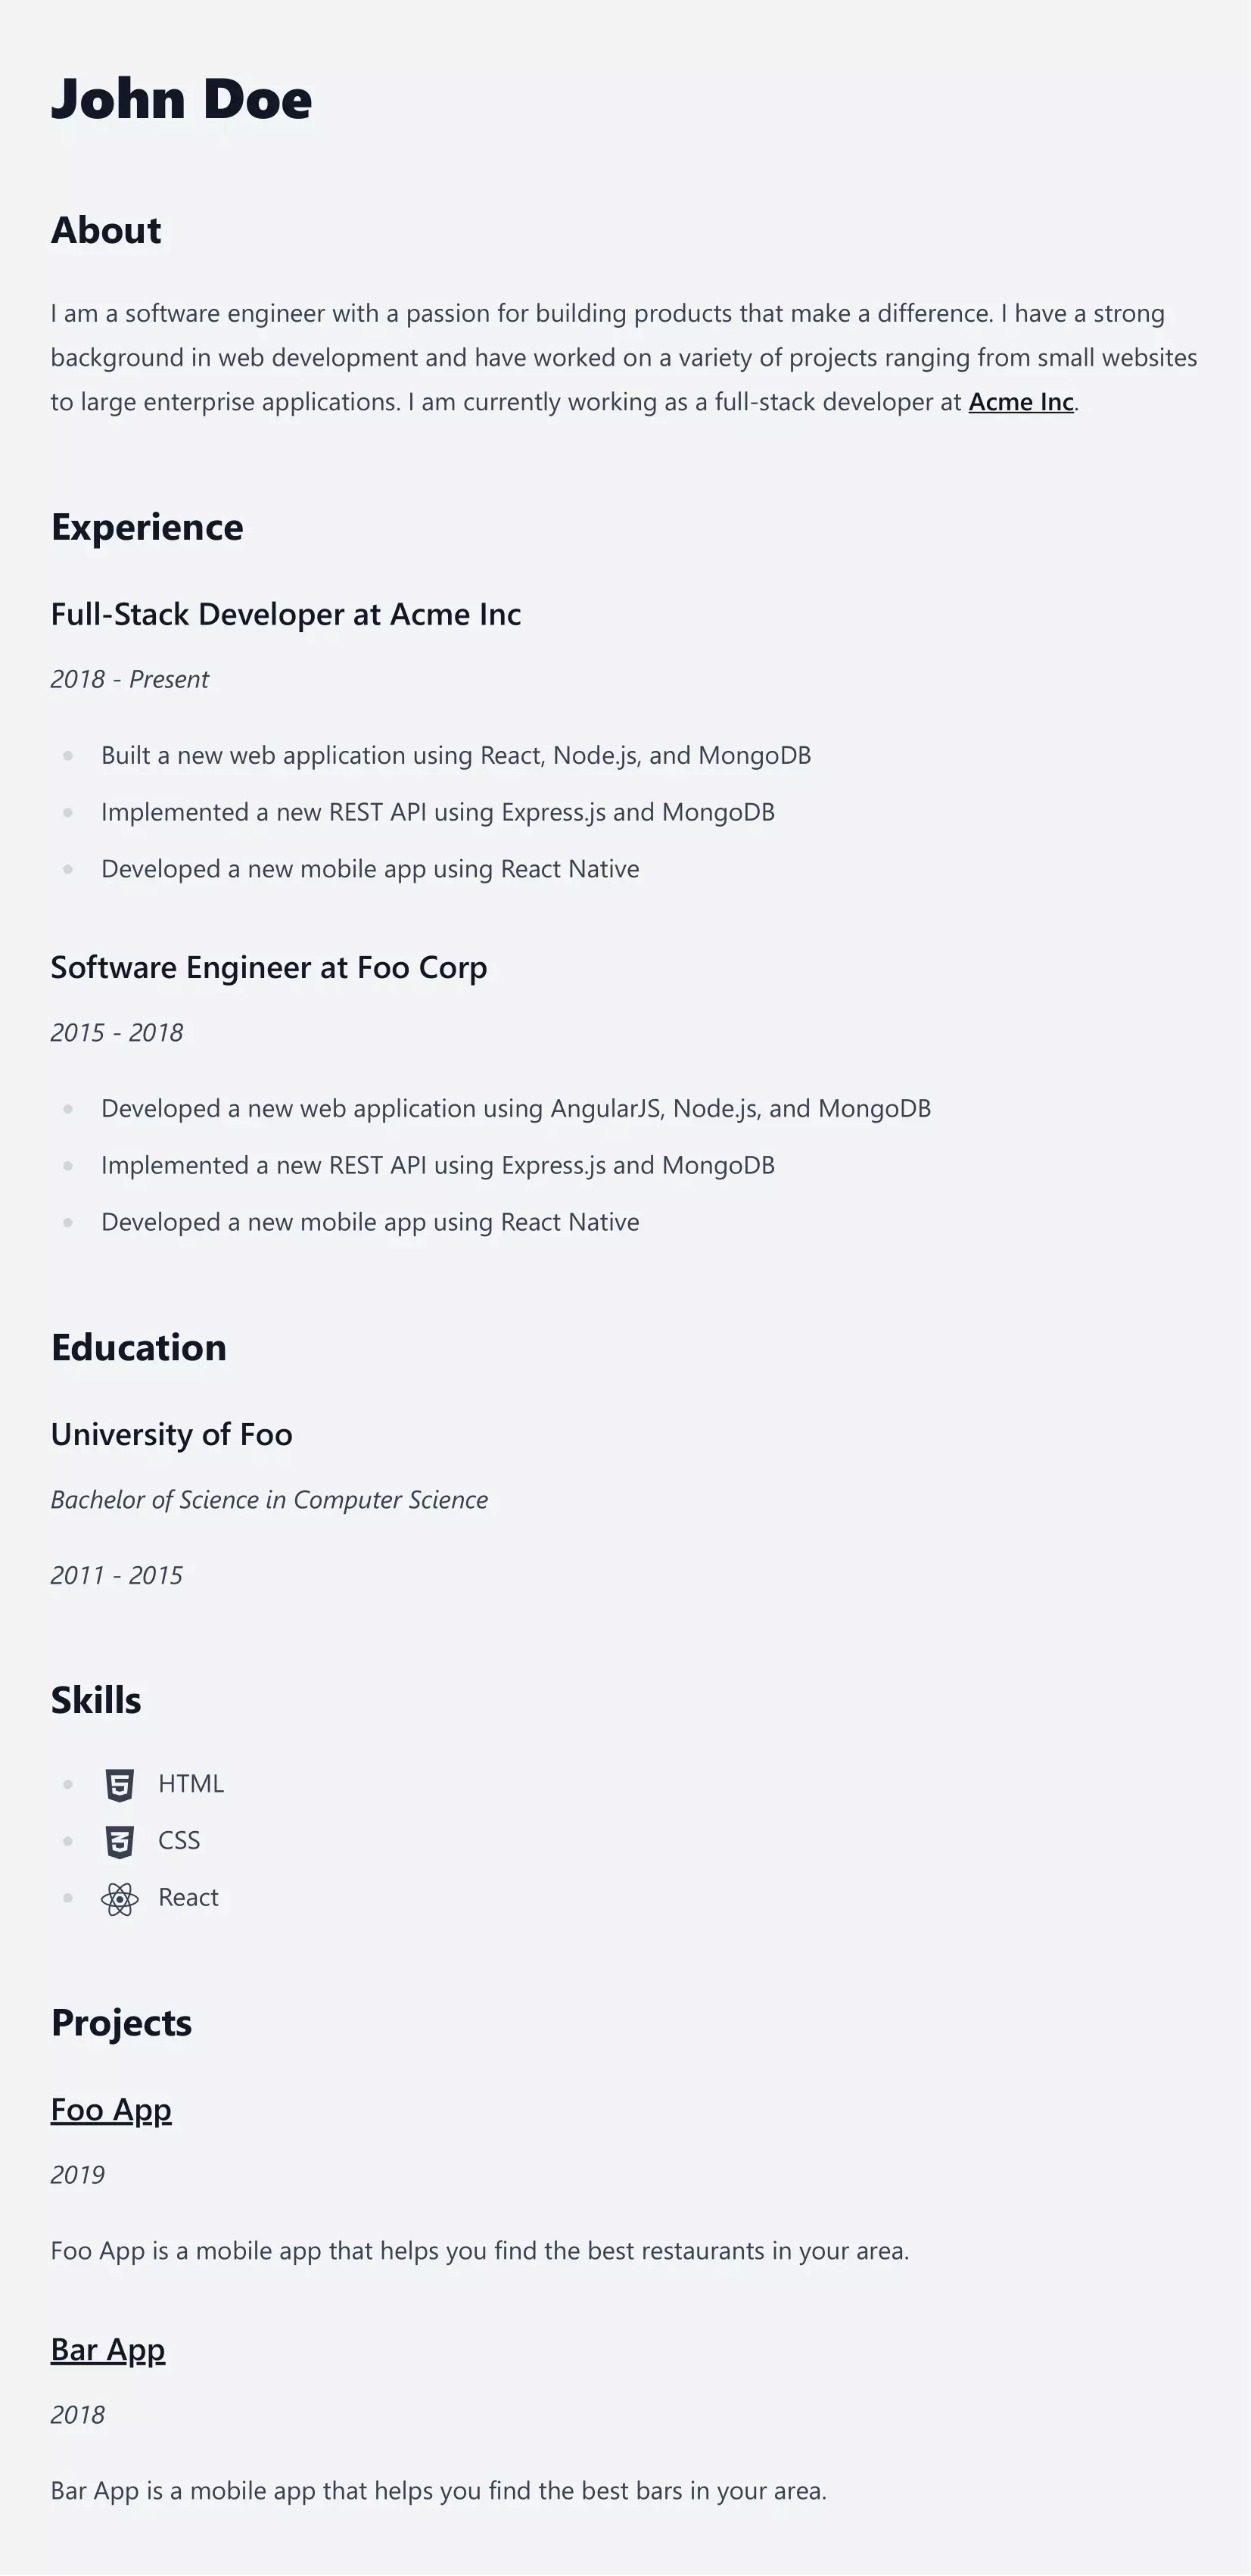 John Doe
About
I am a software engineer with a passion for building products that make a difference. I have a strong
background in web development and have worked on a variety of projects ranging from small websites
to large enterprise applications. I am currently working as a full-stack developer at Acme Inc.
Experience
Full-Stack Developer at Acme Inc
2018 - Present
Built a new web application using React, Node.js, and MongoDB
Implemented a new REST API using Express.js and MongoDB
Developed a new mobile app using React Native
Software Engineer at Foo Corp
2015 - 2018
Developed a new web application using AngularJS, Node.js, and MongoDB
Implemented a new REST API using Express.js and MongoDB
Developed a new mobile app using React Native
Education
University of Foo
Bachelor of Science in Computer Science
2011 - 2015
Skills
HTML
CSS
React
Projects
Foo App
2019
Foo App is a mobile app that helps you find the best restaurants in your area.
Bar App
2018
Bar App is a mobile app that helps you find the best bars in your area.